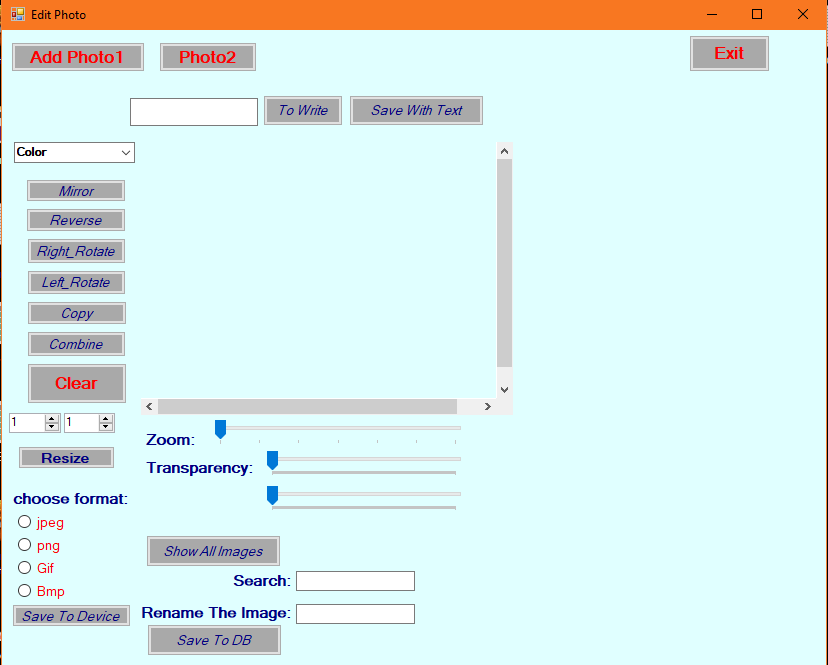 Edit Photo
Add Photo1 Photo2 Exit
To Write Save With Text
Color
Mirror
Reverse
Right_Rotate
Left_Rotate
Copy
Combine
Clear
1 1
Zoom:
Transparency:
Resize
choose format:
jpeg
png
Gif
Bmp
Save To Device
Show All Images
Search:
Rename The Image:
Save To DB